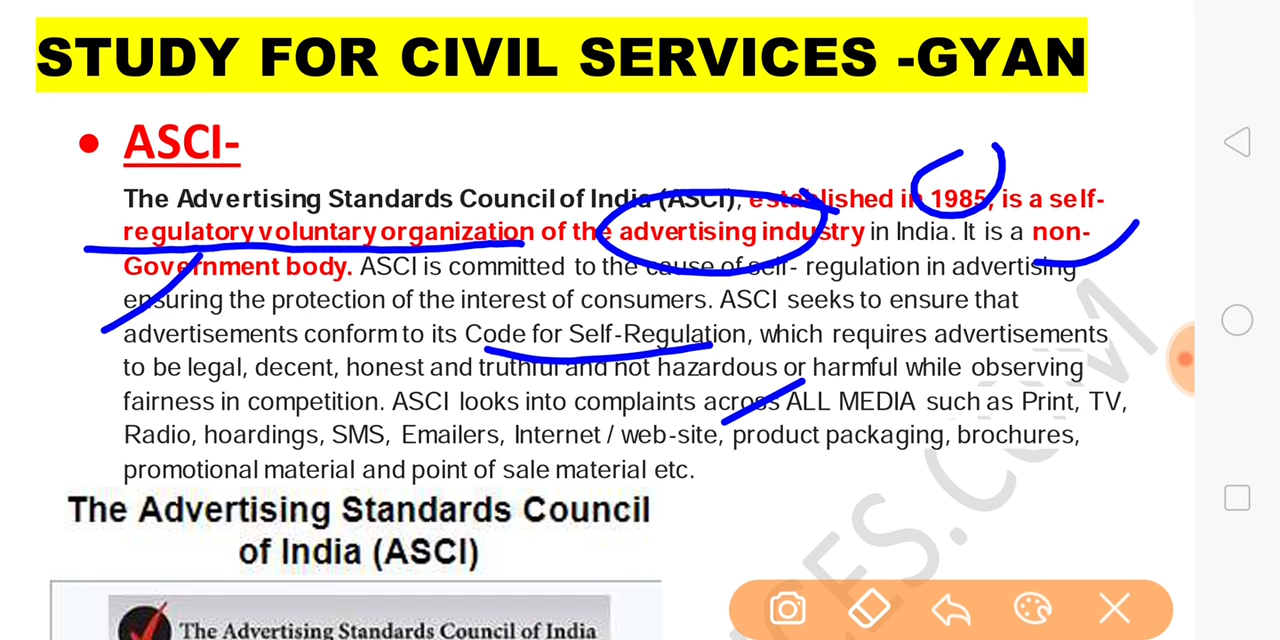 STUDY FOR CIVIL SERVICES -GYAN
• ASCI-
The Advertising Standards Council of India (ASCI), established in 1985, is a self-
regulatory voluntary organization of the advertising industry in India. It is a non-
Government body. ASCI is committed to the cause of self- regulation in advertising
ensuring the protection of the interest of consumers. ASCI seeks to ensure that
advertisements conform to its Code for Self-Regulation, which requires advertisements
to be legal, decent, honest and truthful and not hazardous or harmful while observing
fairness in competition. ASCI looks into complaints across ALL MEDIA such as Print, TV,
Radio, hoardings, SMS, Emailers, Internet / web-site, product packaging, brochures,
promotional material and point of sale material etc.
The Advertising Standards Council
of India (ASCI)
The Advertising Standards Council of India